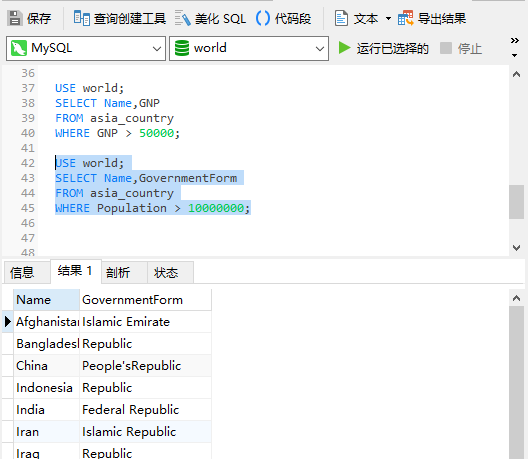 保存 查询创建工具 美化 SQL 代码段 文本 导出结果
MySQL world 运行已选择的 停止
36
37 USE world;
38 SELECT Name,GNP
39 FROM asia_country
40 WHERE GNP > 50000;
41
42 USE world;
43 SELECT Name,GovernmentForm
44 FROM asia_country
45 WHERE Population > 10000000;
46
47
48
信息 结果 1 剖析 状态
Name GovernmentForm
Afghanistan Islamic Emirate
Bangladesl Republic
China People'sRepublic
Indonesia Republic
India Federal Republic
Iran Islamic Republic
Iraq Republic